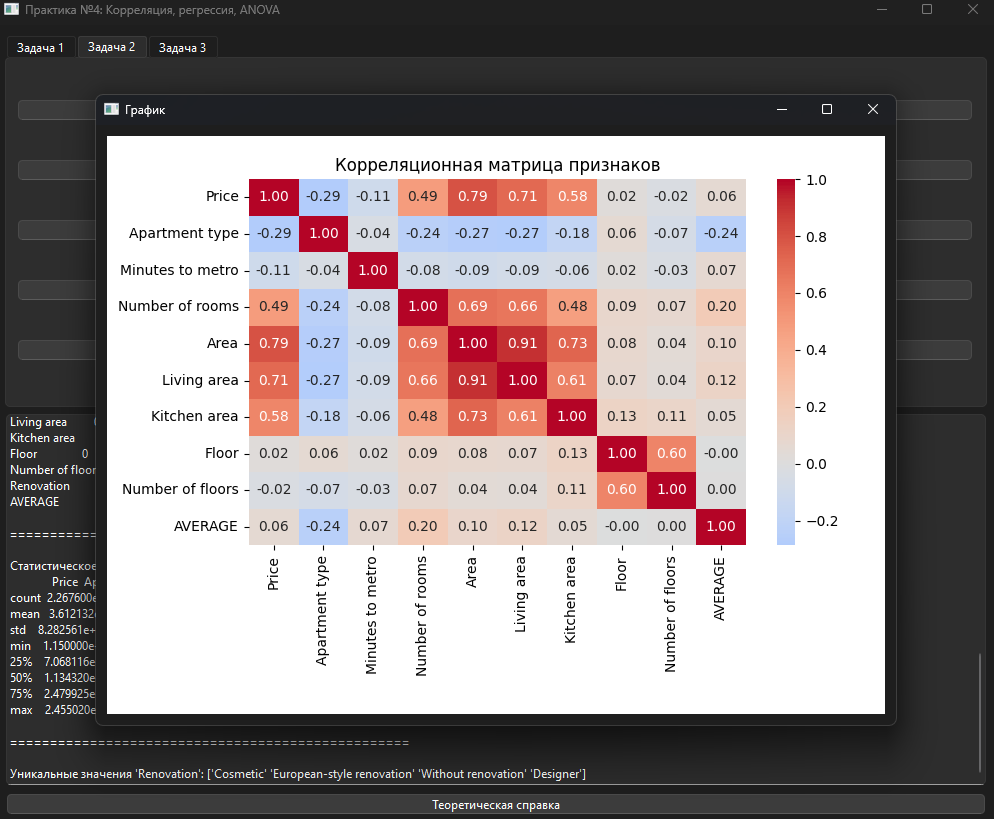 Практика №4: Корреляция, регрессия, ANOVA
Задача 1 Задача 2 Задача 3
График
Корреляционная матрица признаков
Price 1.00 -0.29 -0.11 0.49 0.79 0.71 0.58 0.02 -0.02 0.06
Apartment type -0.29 1.00 -0.04 -0.24 -0.27 -0.27 -0.18 0.06 -0.07 -0.24
Minutes to metro -0.11 -0.04 1.00 -0.08 -0.09 -0.09 -0.06 0.02 -0.03 0.07
Number of rooms 0.49 -0.24 -0.08 1.00 0.69 0.66 0.48 0.09 0.07 0.20
Area 0.79 -0.27 -0.09 0.69 1.00 0.91 0.73 0.08 0.04 0.10
Living area 0.71 -0.27 -0.09 0.66 0.91 1.00 0.61 0.07 0.04 0.12
Kitchen area 0.58 -0.18 -0.06 0.48 0.73 0.61 1.00 0.13 0.11 0.05
Floor 0.02 0.06 0.02 0.09 0.08 0.07 0.13 1.00 0.60 -0.00
Number of floors -0.02 -0.07 -0.03 0.07 0.04 0.04 0.11 0.60 1.00 0.00
AVERAGE 0.06 -0.24 0.07 0.20 0.10 0.12 0.05 -0.00 0.00 1.00
Price Apartment type Minutes to metro Number of rooms Area Living area Kitchen area Floor Number of floors AVERAGE
1.0
0.8
0.6
0.4
0.2
0.0
−0.2
Living area
Kitchen area
Floor 0
Number of floor
Renovation
AVERAGE
Статистическое
Price Ap
count 2.267600e
mean 3.612132
std 8.282561e+
min 1.150000e
25% 7.068116e
50% 1.134320e
75% 2.479925e
max 2.455020e
==================================================
Уникальные значения 'Renovation': ['Cosmetic' 'European-style renovation' 'Without renovation' 'Designer']
Теоретическая справка